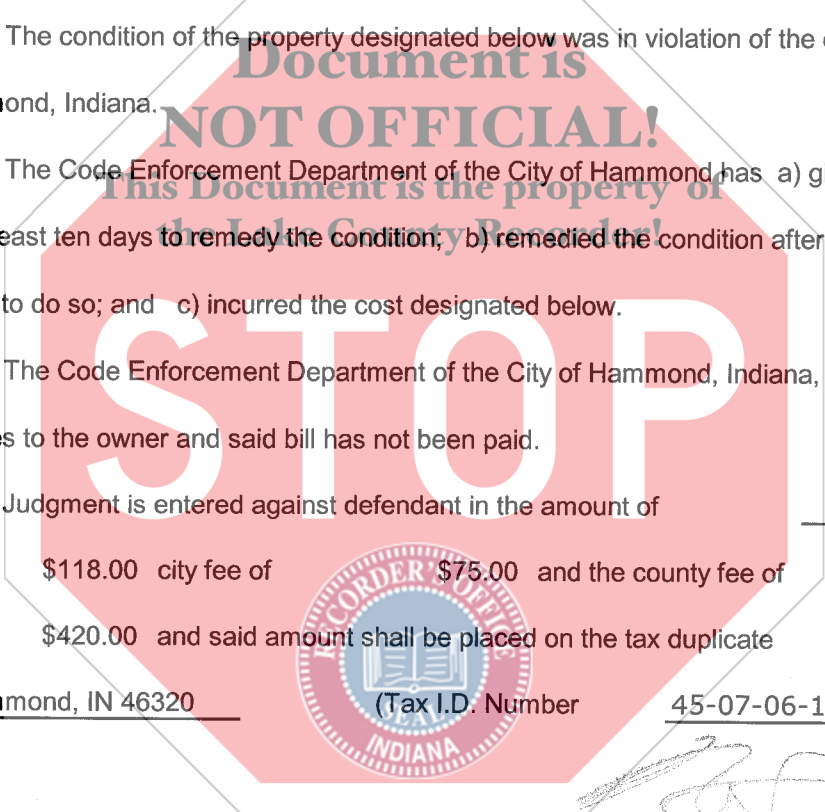 The condition of the property designated below was in violation of the
Document is
ond, Indiana.
NOT OFFICIAL!
The Code Enforcement Department of the City of Hammond has a) g
This Document is the property of
east ten days to remedy the condition; b) remedied the condition after
the Lake County Recorder!
to do so; and c) incurred the cost designated below.
STOP
The Code Enforcement Department of the City of Hammond, Indiana,
s to the owner and said bill has not been paid.
Judgment is entered against defendant in the amount of
$118.00 city fee of $75.00 and the county fee of
$420.00 and said amount shall be placed on the tax duplicate
mond, IN 46320 (Tax I.D. Number 45-07-06-1
RECORDER'S OFFICE
SEAL
INDIANA